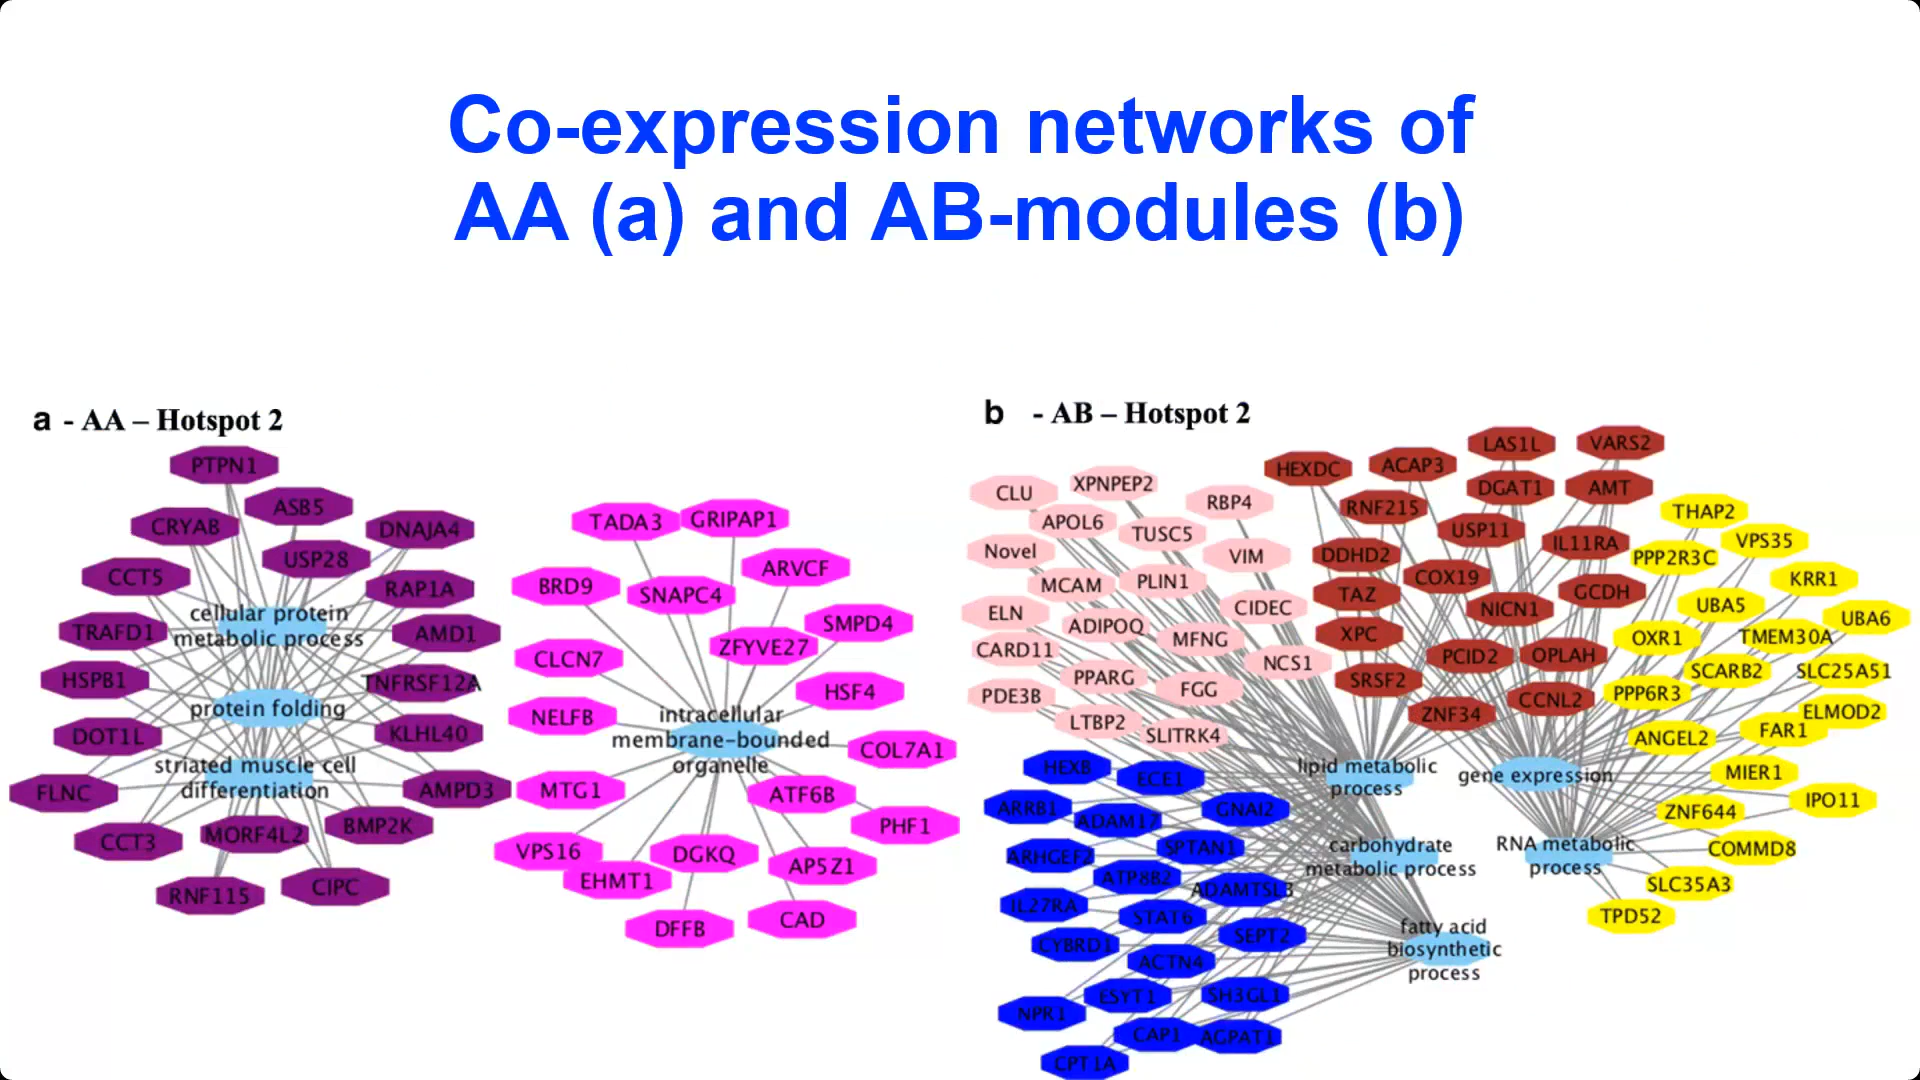 Co-expression networks of
AA (a) and AB-modules (b)
a - AA – Hotspot 2
PTPN1
ASB5
CRYAB
DNAJA4
USP28
CCT5
RAP1A
cellular protein
metabolic process
TRAFD1
AMD1
HSPB1
TNFRSF12A
protein folding
DOT1L
KLHL40
striated muscle cell
differentiation
FLNC
AMPD3
CCT3
MORF4L2
BMP2K
RNF115
CIPC
TADA3
GRIPAP1
BRD9
SNAPC4
ARVCF
SMPD4
CLCN7
ZFYVE27
HSF4
NELFB
intracellular
membrane-bounded
organelle
COL7A1
MTG1
ATF6B
PHF1
VPS16
DGKQ
AP5Z1
EHMT1
DFFB
CAD
b - AB – Hotspot 2
CLU
XPNPEP2
RBP4
APOL6
TUSC5
Novel
VIM
MCAM
PLIN1
ELN
CIDEC
ADIPOQ
MFNG
CARD11
NCS1
PPARG
FGG
PDE3B
LTBP2
SLITRK4
HEXDC
ACAP3
LAS1L
VARS2
RNF215
DGAT1
AMT
USP11
IL11RA
DDHD2
COX19
TAZ
NICN1
GCDH
XPC
PCID2
OPLAH
SRSF2
CCNL2
ZNF34
THAP2
PPP2R3C
VPS35
KRR1
UBA5
UBA6
OXR1
TMEM30A
SCARB2
SLC25A51
PPP6R3
ELMOD2
ANGEL2
FAR1
MIER1
ZNF644
IPO11
COMMD8
SLC35A3
TPD52
lipid metabolic
process
gene expression
carbohydrate
metabolic process
RNA metabolic
process
fatty acid
biosynthetic
process
HEXB
ECE1
ARRB1
ADAM17
GNAI2
ARHGEF2
SPTAN1
ATP8B2
ADAMTSL3
IL27RA
STAT6
CYBRD1
SEPT2
ACTN4
ESYT1
SH3GL1
NPR1
CAP1
AGPAT1
CPT1A